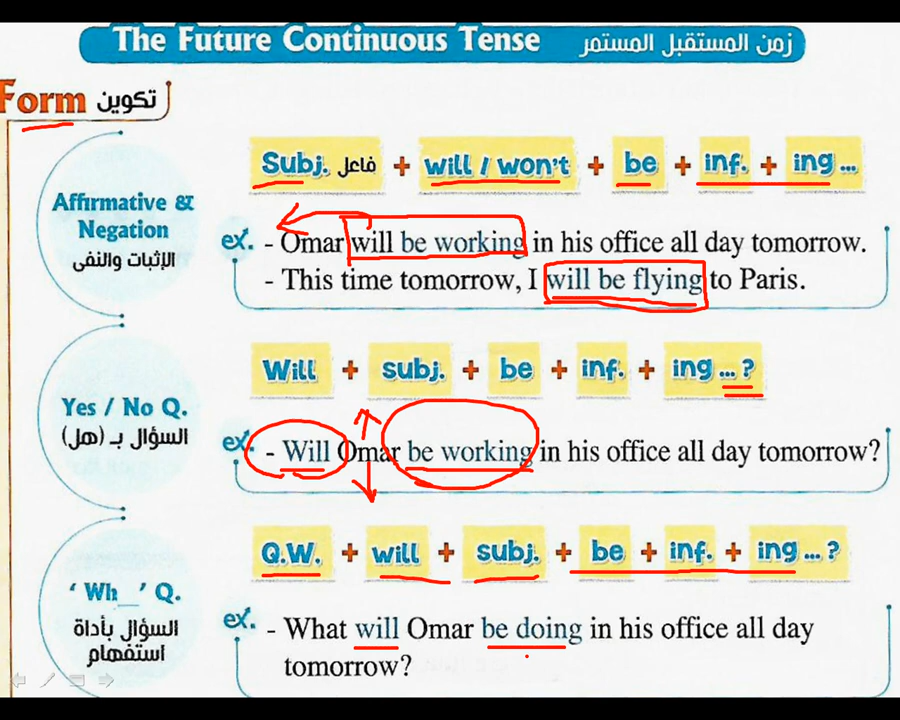 The Future Continuous Tense زمن المستقبل المستمر
Form تكوين
Affirmative &
Negation
الإثبات والنفى
Subj. فاعل + will / won't + be + inf. + ing ...
ex. - Omar will be working in his office all day tomorrow.
- This time tomorrow, I will be flying to Paris.
Yes / No Q.
السؤال بـ (هل)
Will + subj. + be + inf. + ing ... ?
ex. - Will Omar be working in his office all day tomorrow?
' Wh__ ' Q.
السؤال بأداة
استفهام
Q.W. + will + subj. + be + inf. + ing ... ?
ex. - What will Omar be doing in his office all day
tomorrow?